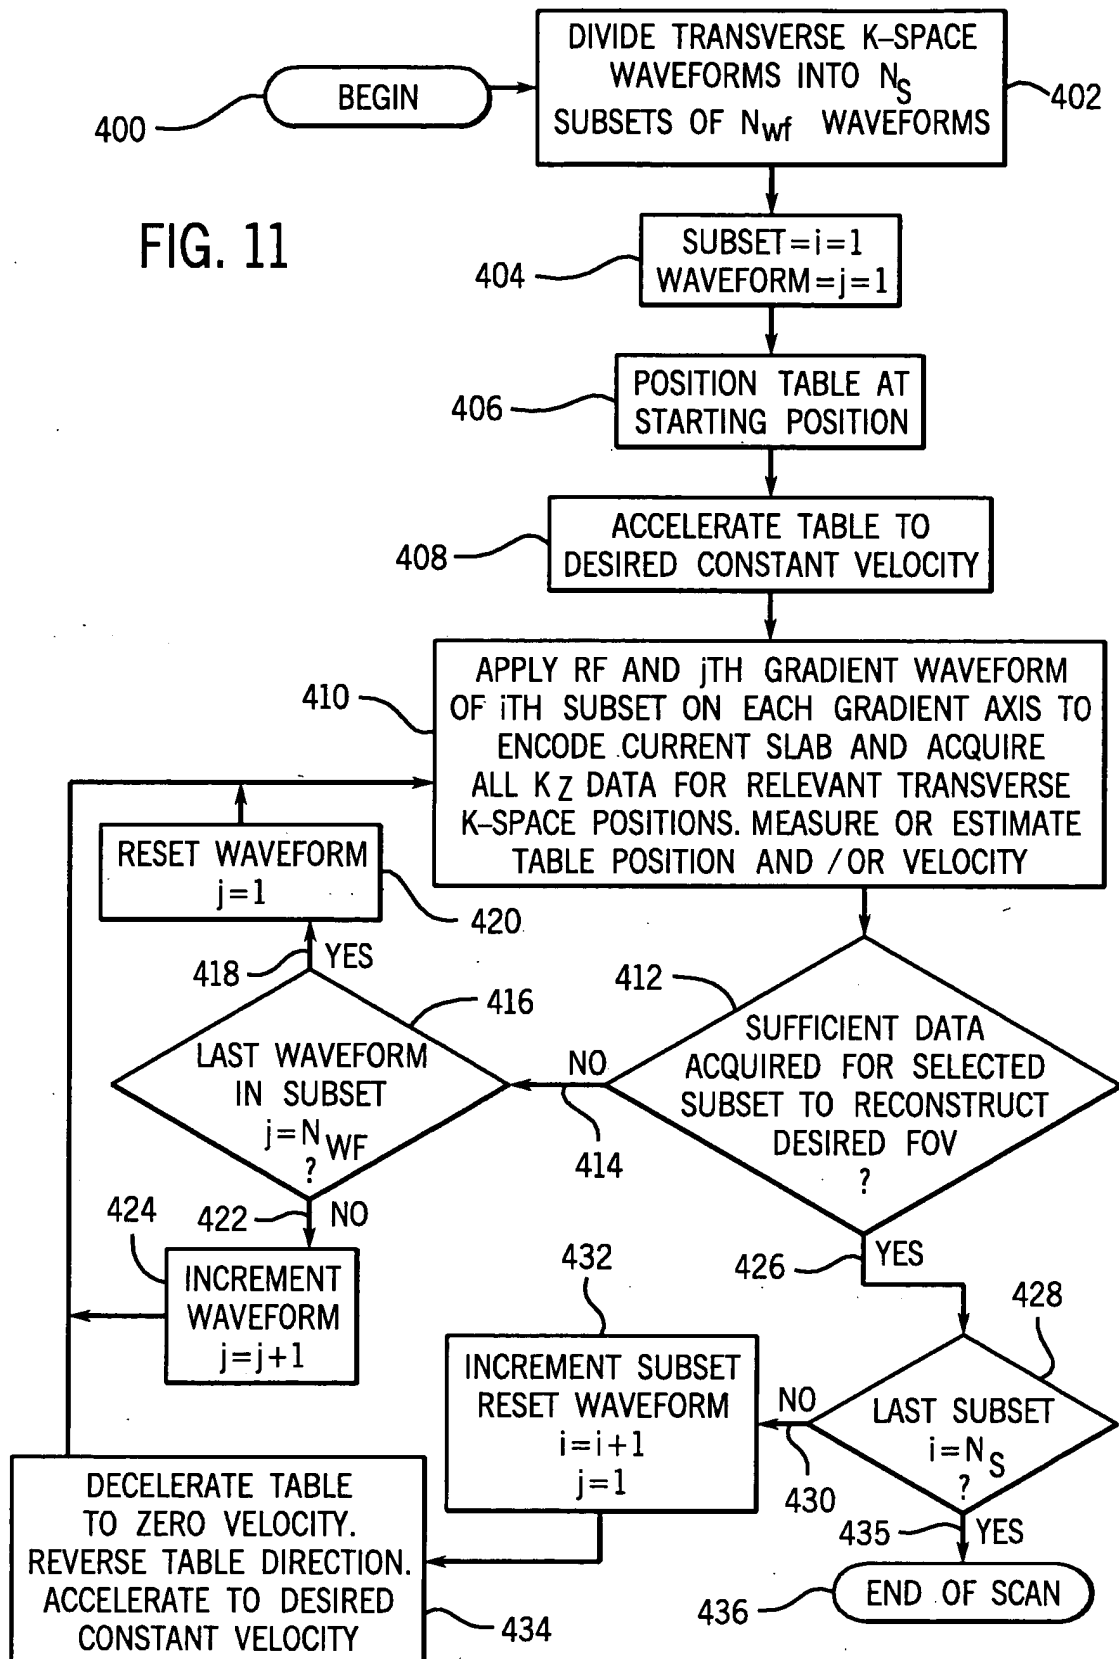 DIVIDE TRANSVERSE K-SPACE
WAVEFORMS INTO NS
SUBSETS OF Nwf WAVEFORMS
402
BEGIN
400
FIG. 11
SUBSET=i=1
WAVEFORM=j=1
404
POSITION TABLE AT
STARTING POSITION
406
ACCELERATE TABLE TO
DESIRED CONSTANT VELOCITY
408
APPLY RF AND jTH GRADIENT WAVEFORM
OF iTH SUBSET ON EACH GRADIENT AXIS TO
ENCODE CURRENT SLAB AND ACQUIRE
ALL KZ DATA FOR RELEVANT TRANSVERSE
K-SPACE POSITIONS. MEASURE OR ESTIMATE
TABLE POSITION AND / OR VELOCITY
410
RESET WAVEFORM
j=1
420
418
YES
412
SUFFICIENT DATA
ACQUIRED FOR SELECTED
SUBSET TO RECONSTRUCT
DESIRED FOV
?
NO
414
416
LAST WAVEFORM
IN SUBSET
j=NWF
?
422
NO
424
INCREMENT
WAVEFORM
j=j+1
426
YES
428
LAST SUBSET
i=NS
?
NO
430
432
INCREMENT SUBSET
RESET WAVEFORM
i=i+1
j=1
435
YES
END OF SCAN
436
DECELERATE TABLE
TO ZERO VELOCITY.
REVERSE TABLE DIRECTION.
ACCELERATE TO DESIRED
CONSTANT VELOCITY
434